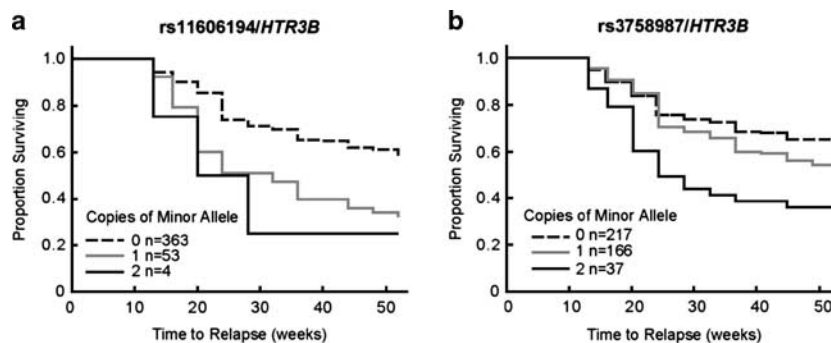 a
rs11606194/HTR3B
1.0
0.8
0.6
0.4
0.2
0
Proportion Surviving
Copies of Minor Allele
0 n=363
1 n=53
2 n=4
0 10 20 30 40 50
Time to Relapse (weeks)
b
rs3758987/HTR3B
1.0
0.8
0.6
0.4
0.2
0
Proportion Surviving
Copies of Minor Allele
0 n=217
1 n=166
2 n=37
0 10 20 30 40 50
Time to Relapse (weeks)